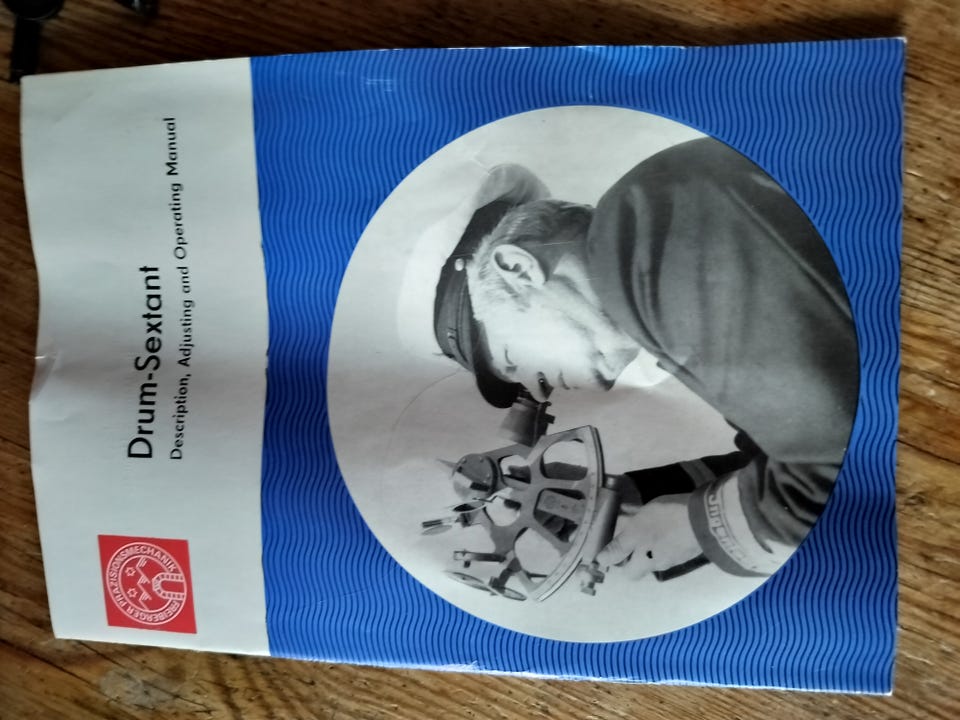 FREIBERGER PRÄZISIONSMECHANIK
Drum-Sextant
Description, Adjusting and Operating Manual